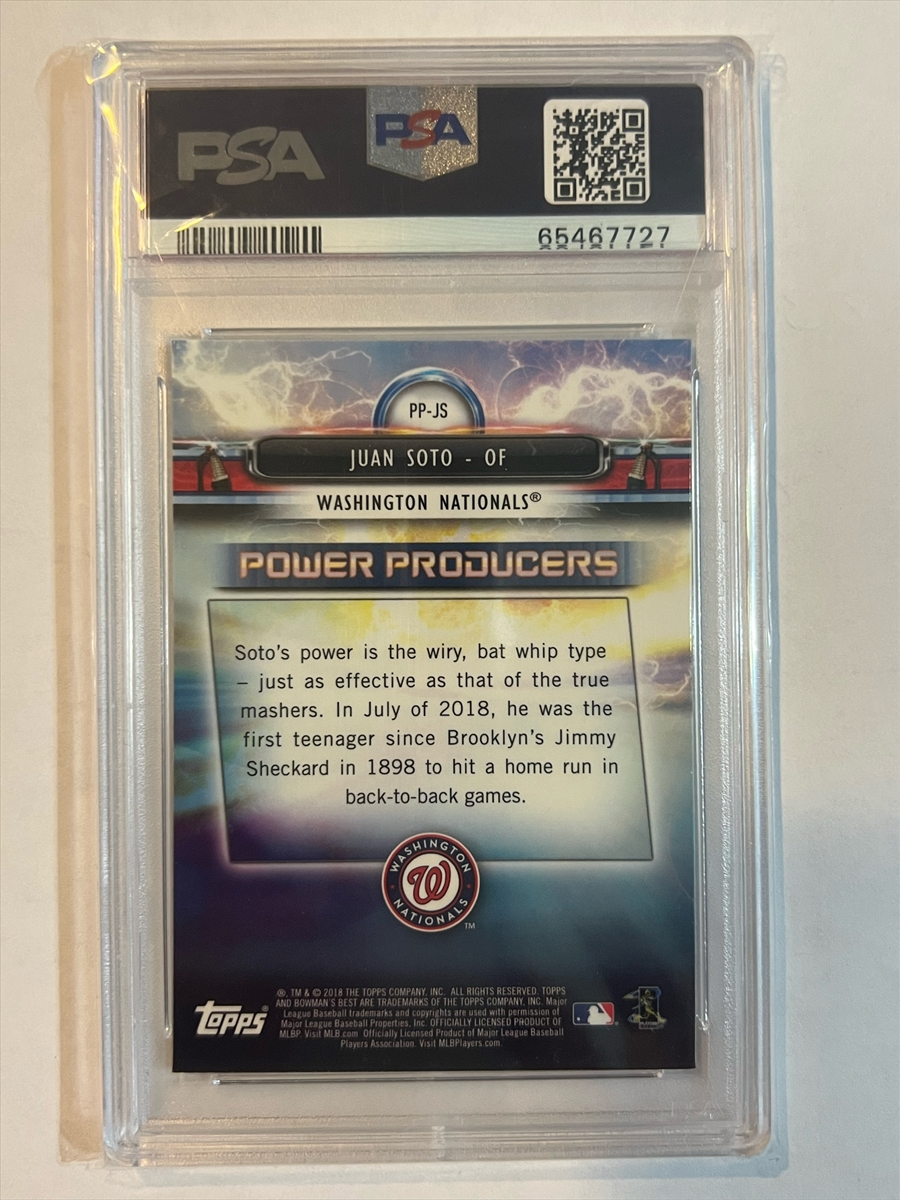 PSA
PSA
65467727
PP-JS
JUAN SOTO - OF
WASHINGTON NATIONALS®
POWER PRODUCERS
Soto's power is the wiry, bat whip type
– just as effective as that of the true
mashers. In July of 2018, he was the
first teenager since Brooklyn's Jimmy
Sheckard in 1898 to hit a home run in
back-to-back games.
WASHINGTON
W
NATIONALS
TM
®, TM & © 2018 THE TOPPS COMPANY, INC. ALL RIGHTS RESERVED. TOPPS
AND BOWMAN'S BEST ARE TRADEMARKS OF THE TOPPS COMPANY, INC. Major
League Baseball trademarks and copyrights are used with permission of
Major League Baseball Properties, Inc. OFFICIALLY LICENSED PRODUCT OF
MLBP. Visit MLB.com Officially Licensed Product of Major League Baseball
Players Association. Visit MLBPlayers.com
Topps®